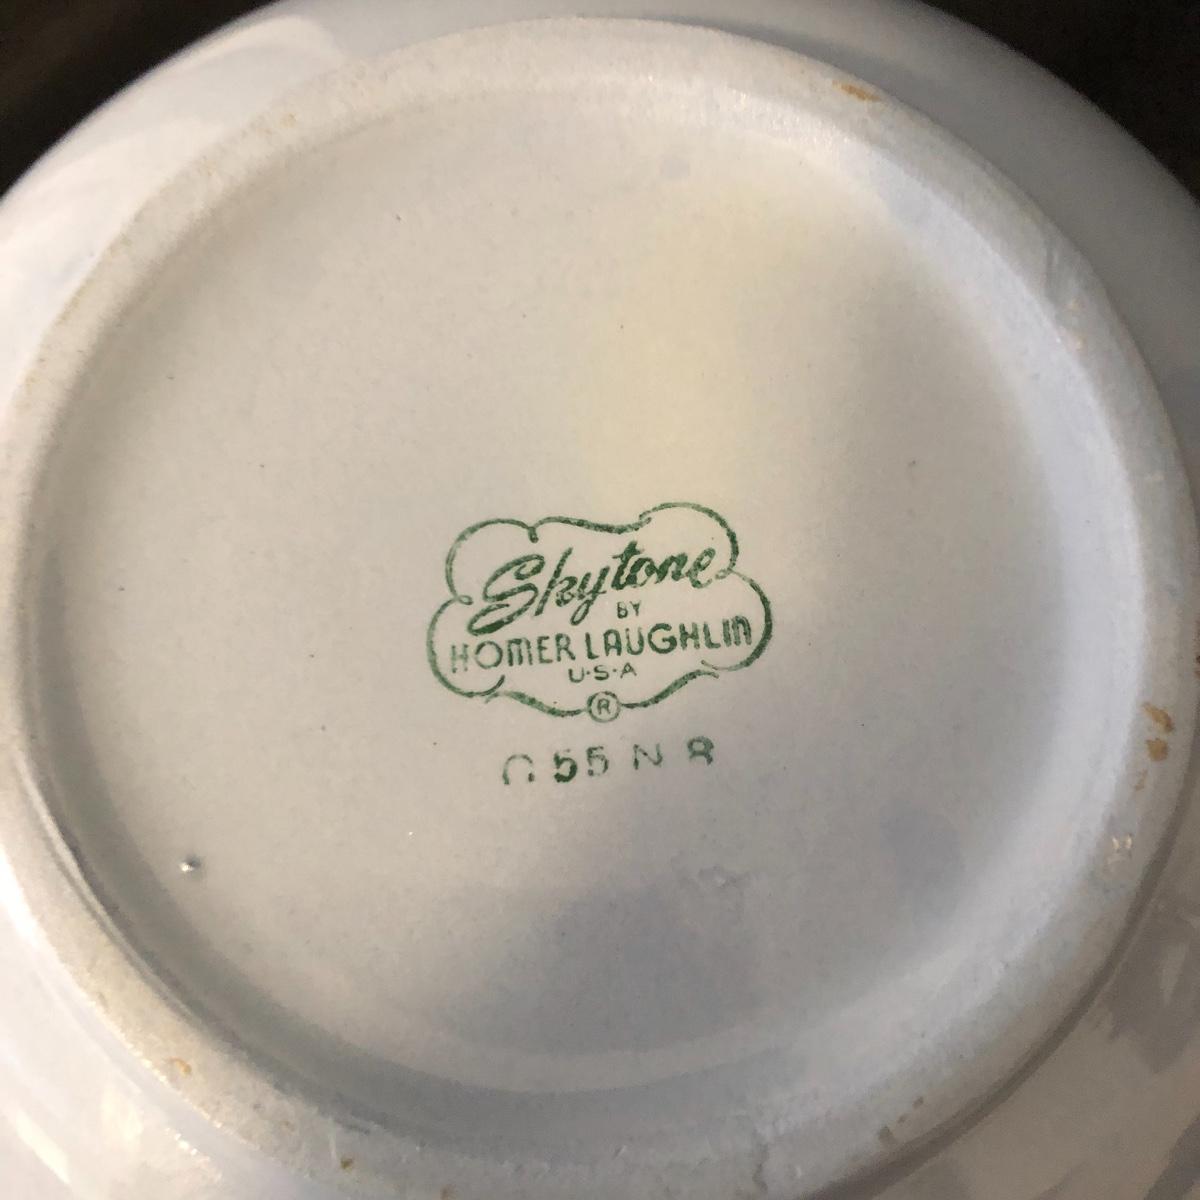 Skytone
BY
HOMER LAUGHLIN
U·S·A
®
55 N 8